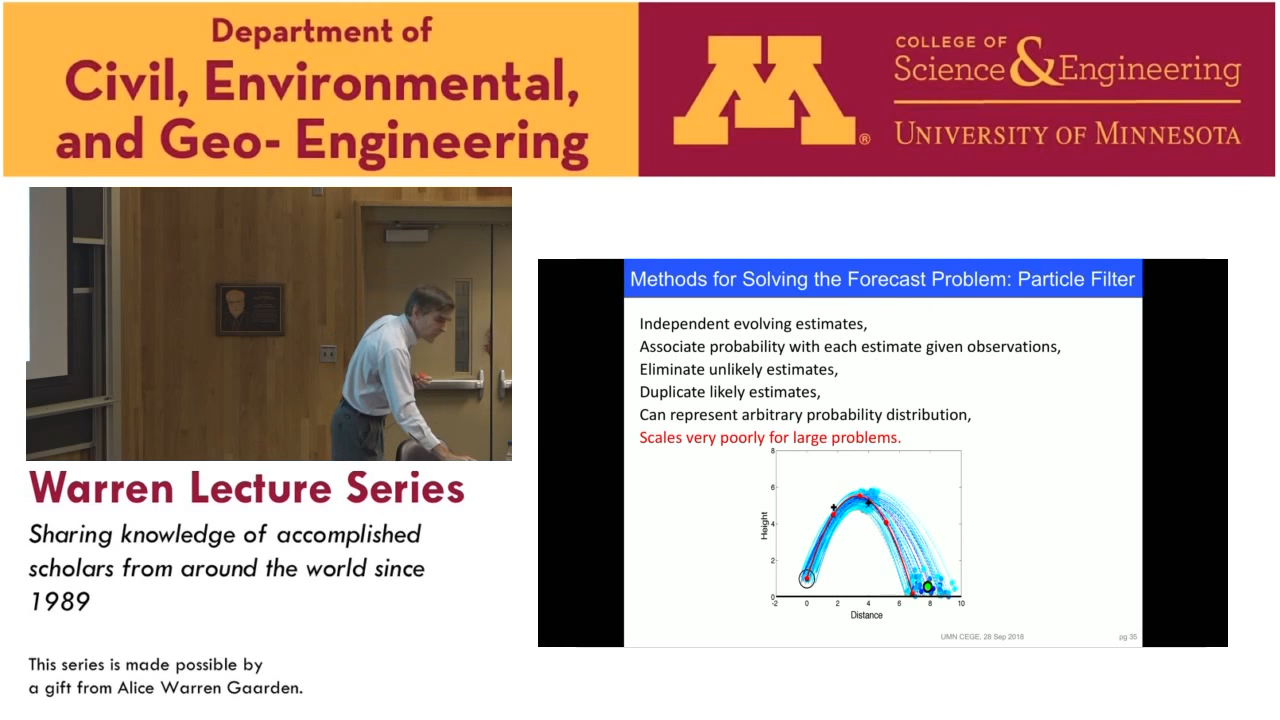 Department of
Civil, Environmental,
and Geo- Engineering
M®
COLLEGE OF
Science & Engineering
UNIVERSITY OF MINNESOTA
Warren Lecture Series
Sharing knowledge of accomplished
scholars from around the world since
1989
This series is made possible by
a gift from Alice Warren Gaarden.
Methods for Solving the Forecast Problem: Particle Filter
Independent evolving estimates,
Associate probability with each estimate given observations,
Eliminate unlikely estimates,
Duplicate likely estimates,
Can represent arbitrary probability distribution,
Scales very poorly for large problems.
8
6
4
2
0
Height
-2 0 2 4 6 8 10
Distance
UMN CEGE, 28 Sep 2018
pg 35